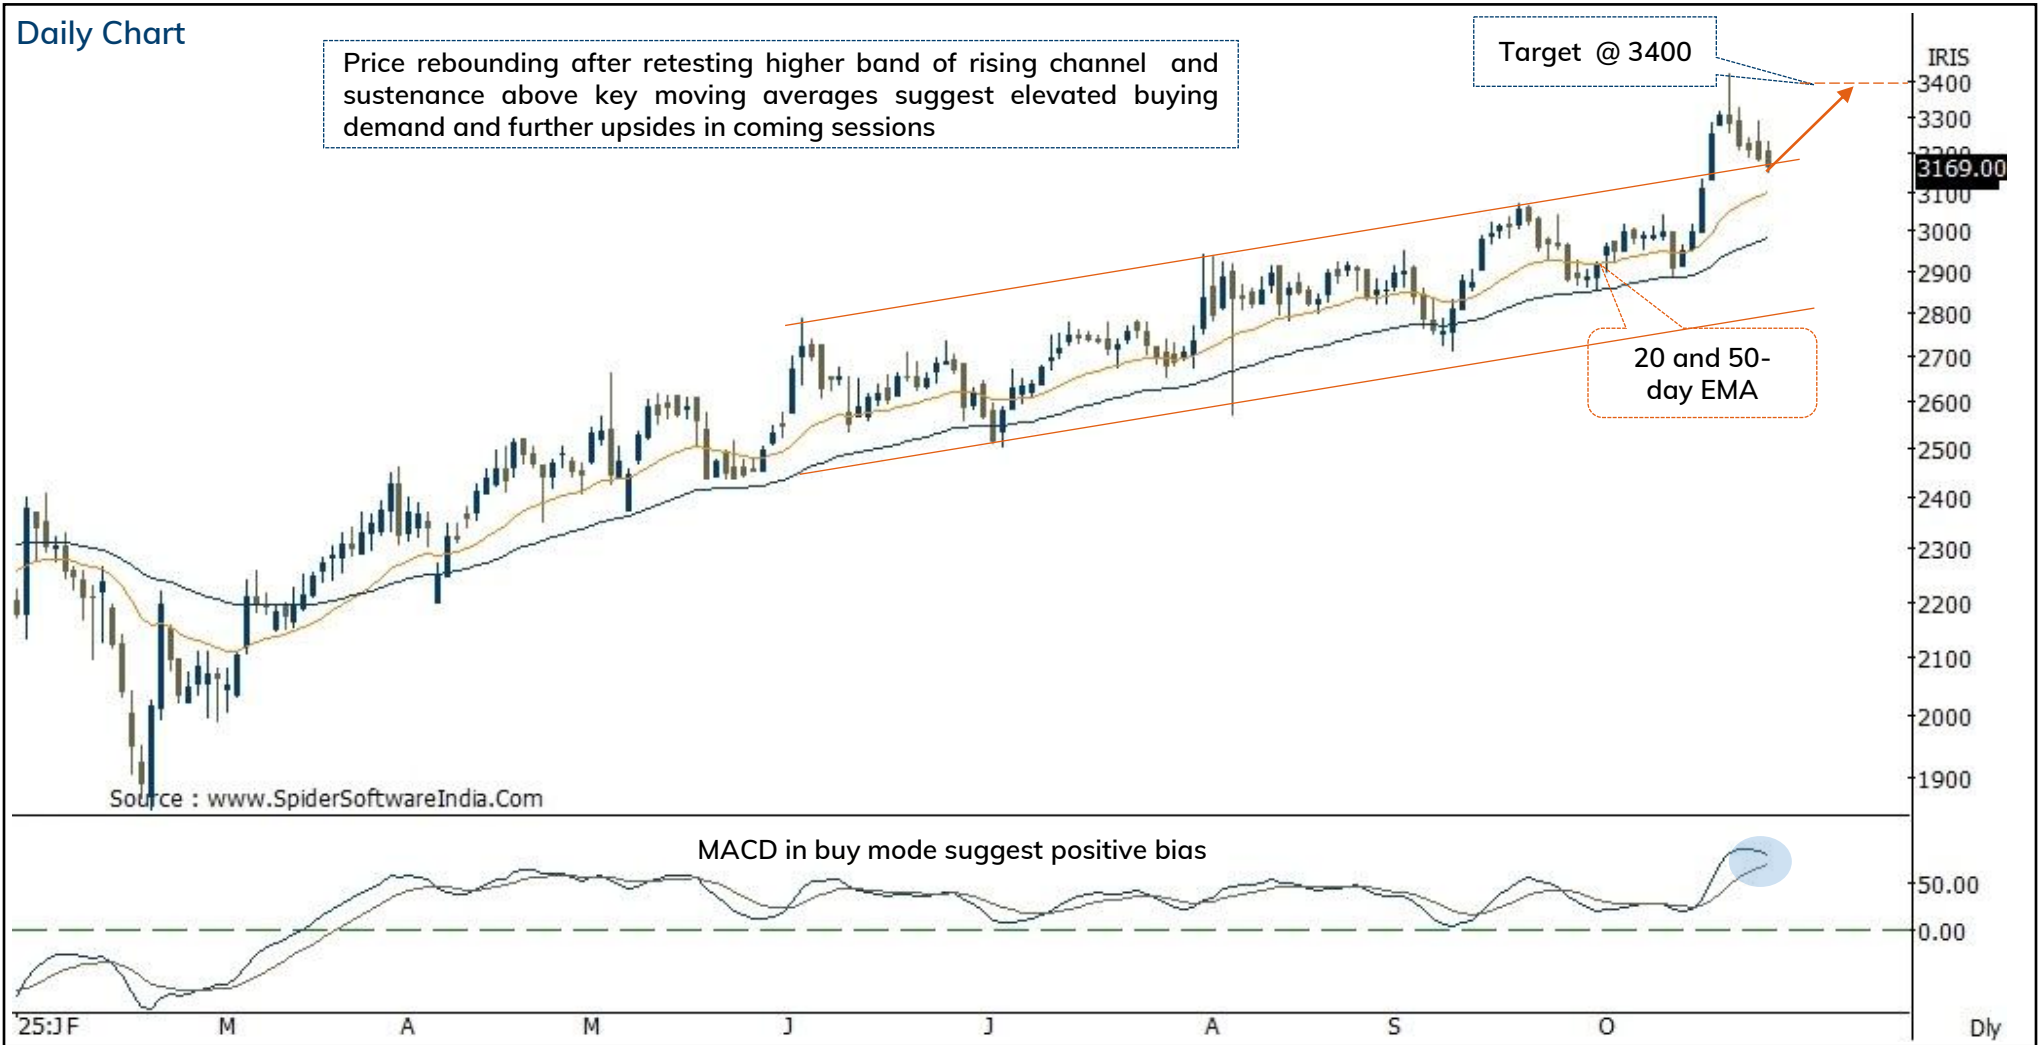 Daily Chart
Price rebounding after retesting higher band of rising channel and
sustenance above key moving averages suggest elevated buying
demand and further upsides in coming sessions
Target @ 3400
IRIS
3400
3300
3200
3169.00
3100
3000
2900
2800
2700
2600
2500
2400
2300
2200
2100
2000
1900
20 and 50-
day EMA
Source : www.SpiderSoftwareIndia.Com
MACD in buy mode suggest positive bias
50.00
0.00
25:JF M A M J J A S O Dly